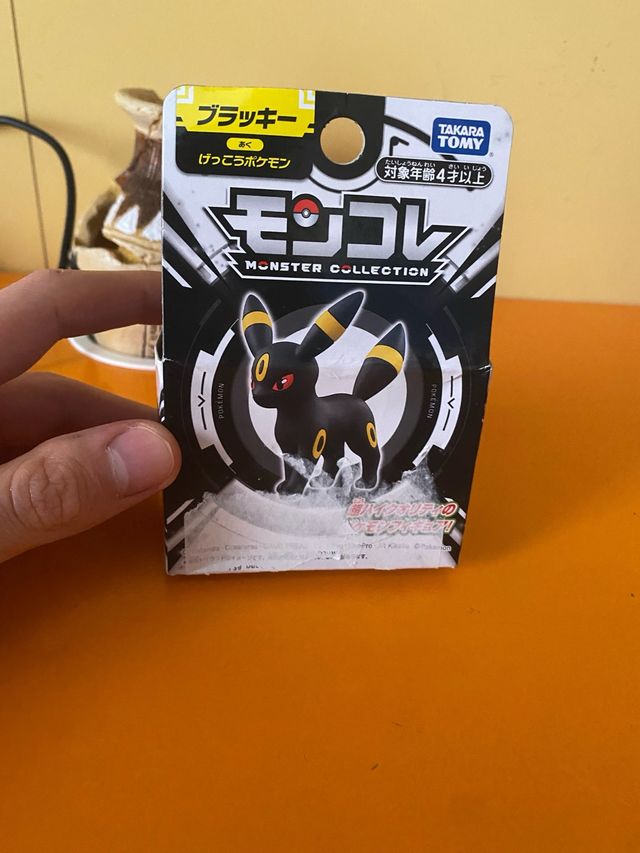 ブラッキー
あく
げっこうポケモン
TAKARA
TOMY
たいしょうねんれい さい いじょう
対象年齢4才以上
モンコレ
MONSTER COLLECTION
POKÉMON
POKÉMON
ハイクオリティの
ケモンフィギュア!
©Pokémon